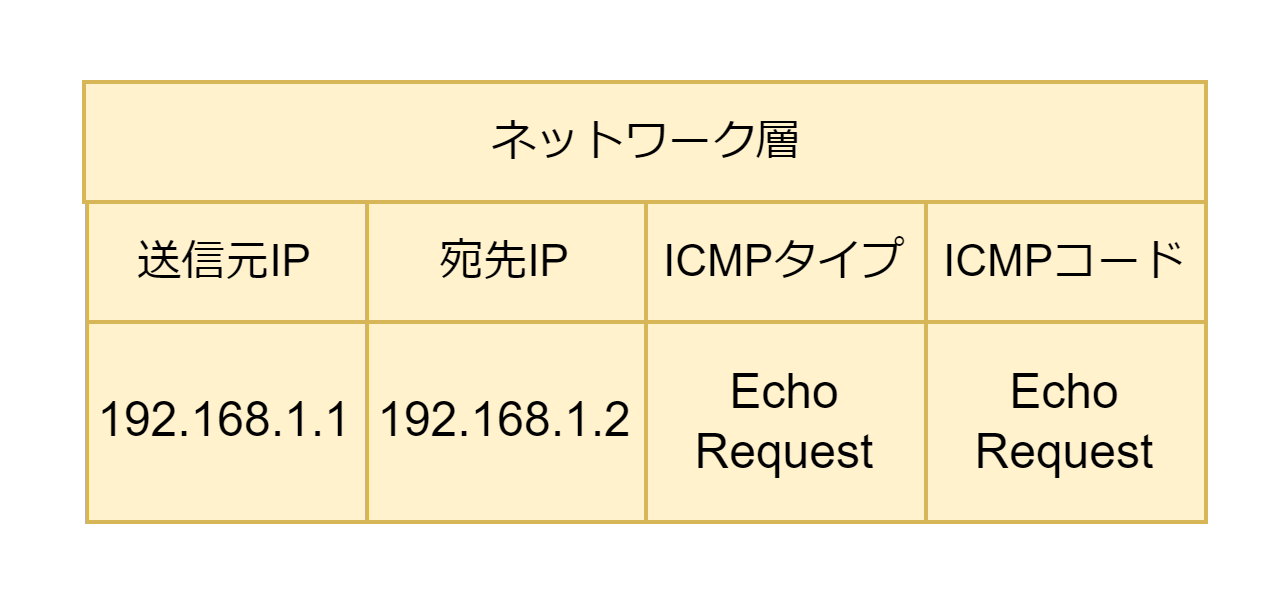 ネットワーク層
送信元IP 宛先IP ICMPタイプ ICMPコード
192.168.1.1 192.168.1.2 Echo Request Echo Request